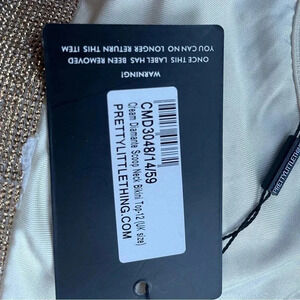 WARNING!
ONCE THIS LABEL HAS BEEN REMOVED
YOU CAN NO LONGER RETURN THIS ITEM
CMD3048/14/59
Cream Diamante Scoop Neck Bikini Top-12 (UK size)
PRETTYLITTLETHING.COM
PRETTYLITTLETHING